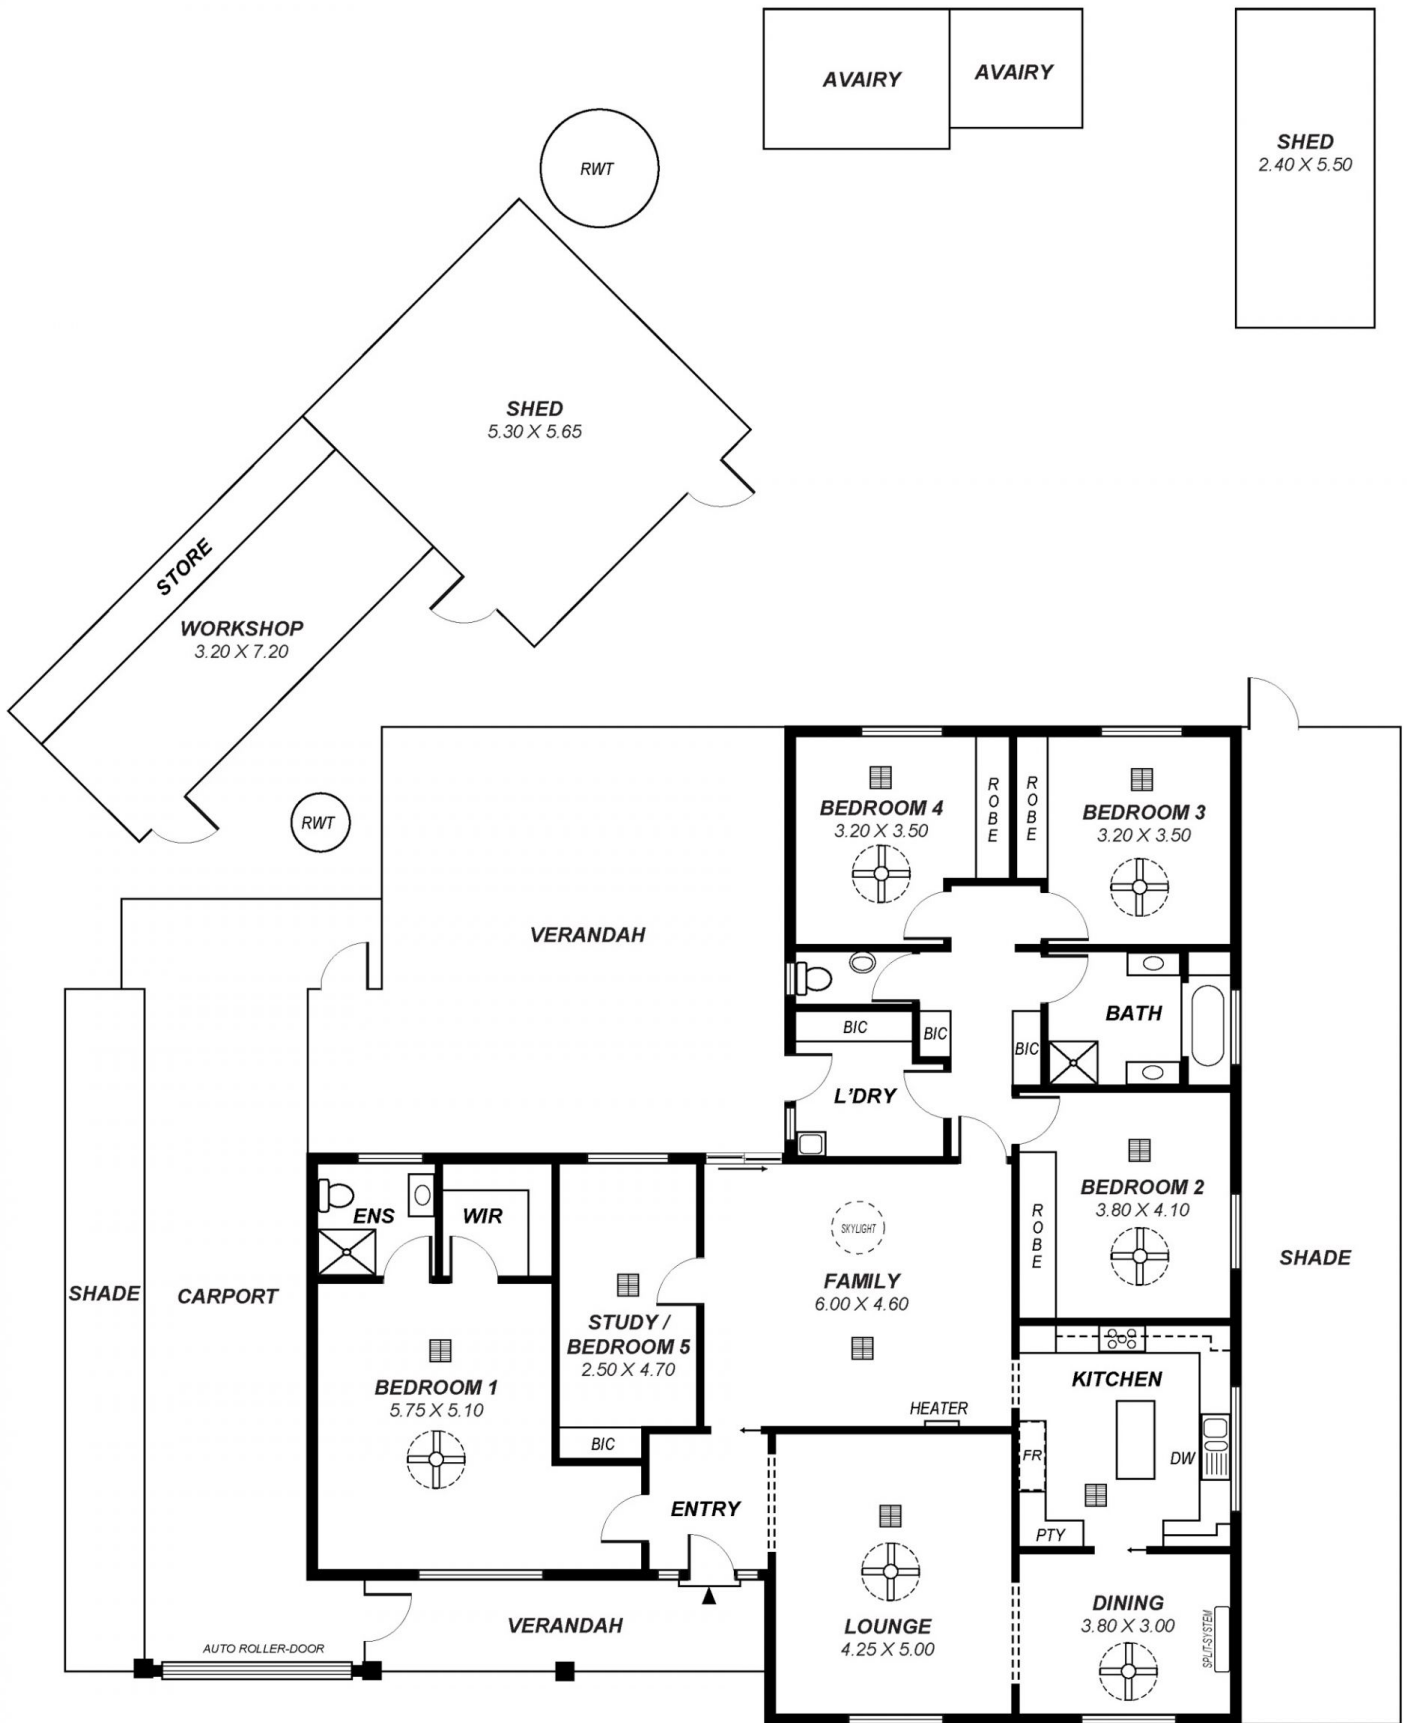 AVAIRY
AVAIRY
SHED
2.40 X 5.50
RWT
SHED
5.30 X 5.65
STORE
WORKSHOP
3.20 X 7.20
RWT
VERANDAH
BEDROOM 4
3.20 X 3.50
ROBE
ROBE
BEDROOM 3
3.20 X 3.50
BIC
BIC
BIC
BATH
L'DRY
ENS
WIR
SHADE
CARPORT
STUDY /
BEDROOM 5
2.50 X 4.70
BIC
BEDROOM 1
5.75 X 5.10
SKYLIGHT
FAMILY
6.00 X 4.60
HEATER
ROBE
BEDROOM 2
3.80 X 4.10
SHADE
KITCHEN
FR
DW
PTY
ENTRY
LOUNGE
4.25 X 5.00
DINING
3.80 X 3.00
SPLIT-SYSTEM
VERANDAH
AUTO ROLLER-DOOR